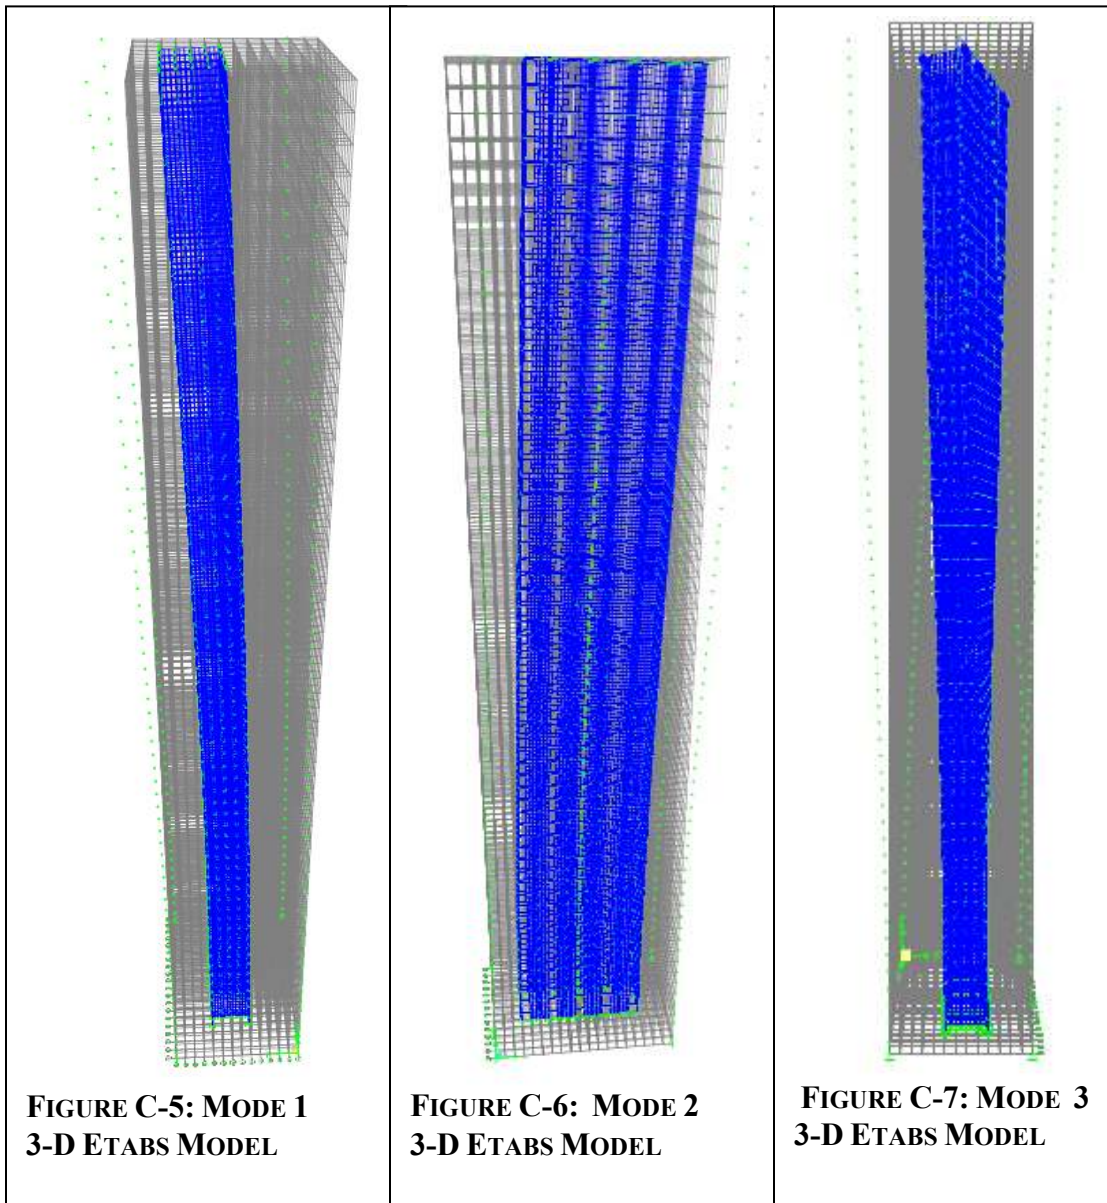 FIGURE C-5: MODE 1
3-D ETABS MODEL
FIGURE C-6: MODE 2
3-D ETABS MODEL
FIGURE C-7: MODE 3
3-D ETABS MODEL